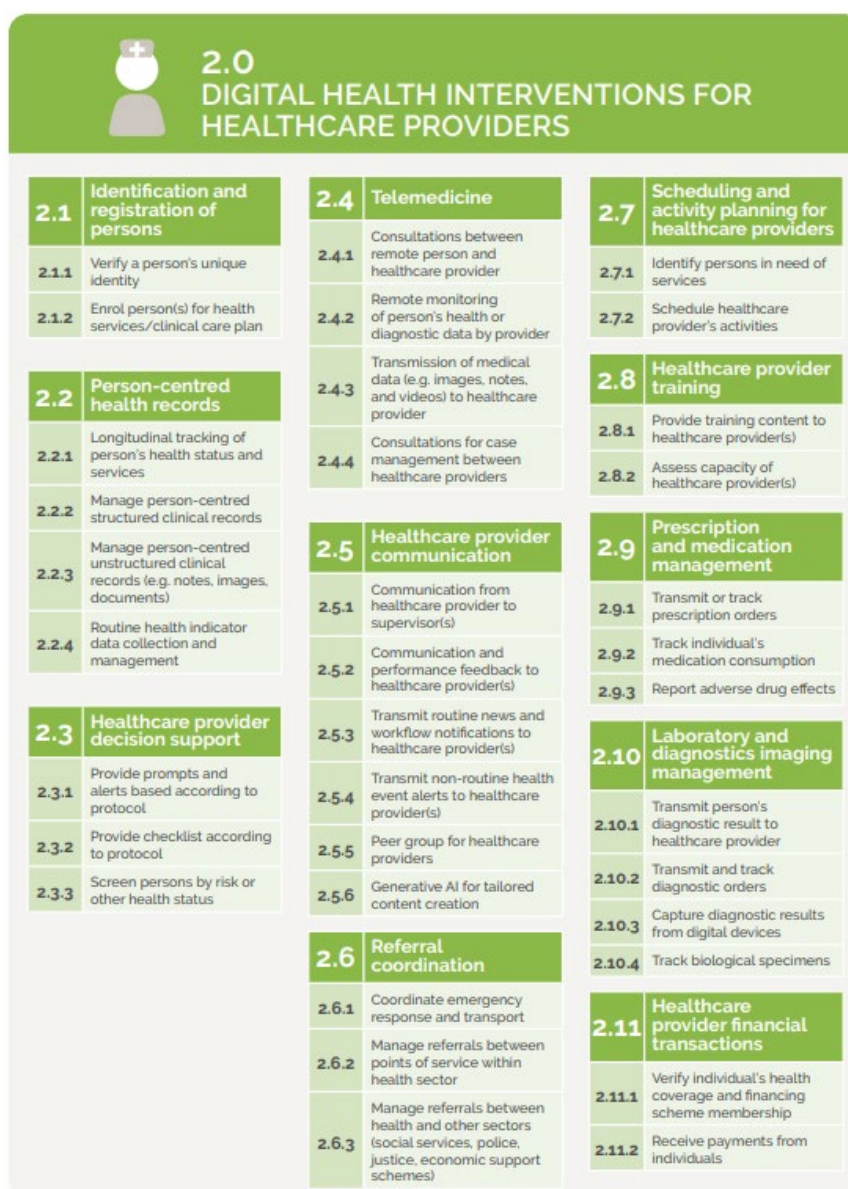 2.0
DIGITAL HEALTH INTERVENTIONS FOR
HEALTHCARE PROVIDERS
2.1
Identification and
registration of
persons
2.1.1
Verify a person's unique
identity
2.1.2
Enrol person(s) for health
services/clinical care plan
2.2
Person-centred
health records
2.2.1
Longitudinal tracking of
person's health status and
services
2.2.2
Manage person-centred
structured clinical records
2.2.3
Manage person-centred
unstructured clinical
records (e.g. notes, images,
documents)
2.2.4
Routine health indicator
data collection and
management
2.3
Healthcare provider
decision support
2.3.1
Provide prompts and
alerts based according to
protocol
2.3.2
Provide checklist according
to protocol
2.3.3
Screen persons by risk or
other health status
2.4
Telemedicine
2.4.1
Consultations between
remote person and
healthcare provider
2.4.2
Remote monitoring
of person's health or
diagnostic data by provider
2.4.3
Transmission of medical
data (e.g. images, notes,
and videos) to healthcare
provider
2.4.4
Consultations for case
management between
healthcare providers
2.5
Healthcare provider
communication
2.5.1
Communication from
healthcare provider to
supervisor(s)
2.5.2
Communication and
performance feedback to
healthcare provider(s)
2.5.3
Transmit routine news and
workflow notifications to
healthcare provider(s)
2.5.4
Transmit non-routine health
event alerts to healthcare
provider(s)
2.5.5
Peer group for healthcare
providers
2.5.6
Generative AI for tailored
content creation
2.6
Referral
coordination
2.6.1
Coordinate emergency
response and transport
2.6.2
Manage referrals between
points of service within
health sector
2.6.3
Manage referrals between
health and other sectors
(social services, police,
justice, economic support
schemes)
2.7
Scheduling and
activity planning for
healthcare providers
2.7.1
Identify persons in need of
services
2.7.2
Schedule healthcare
provider's activities
2.8
Healthcare provider
training
2.8.1
Provide training content to
healthcare provider(s)
2.8.2
Assess capacity of
healthcare provider(s)
2.9
Prescription
and medication
management
2.9.1
Transmit or track
prescription orders
2.9.2
Track individual's
medication consumption
2.9.3
Report adverse drug effects
2.10
Laboratory and
diagnostics imaging
management
2.10.1
Transmit person's
diagnostic result to
healthcare provider
2.10.2
Transmit and track
diagnostic orders
2.10.3
Capture diagnostic results
from digital devices
2.10.4
Track biological specimens
2.11
Healthcare
provider financial
transactions
2.11.1
Verify individual's health
coverage and financing
scheme membership
2.11.2
Receive payments from
individuals